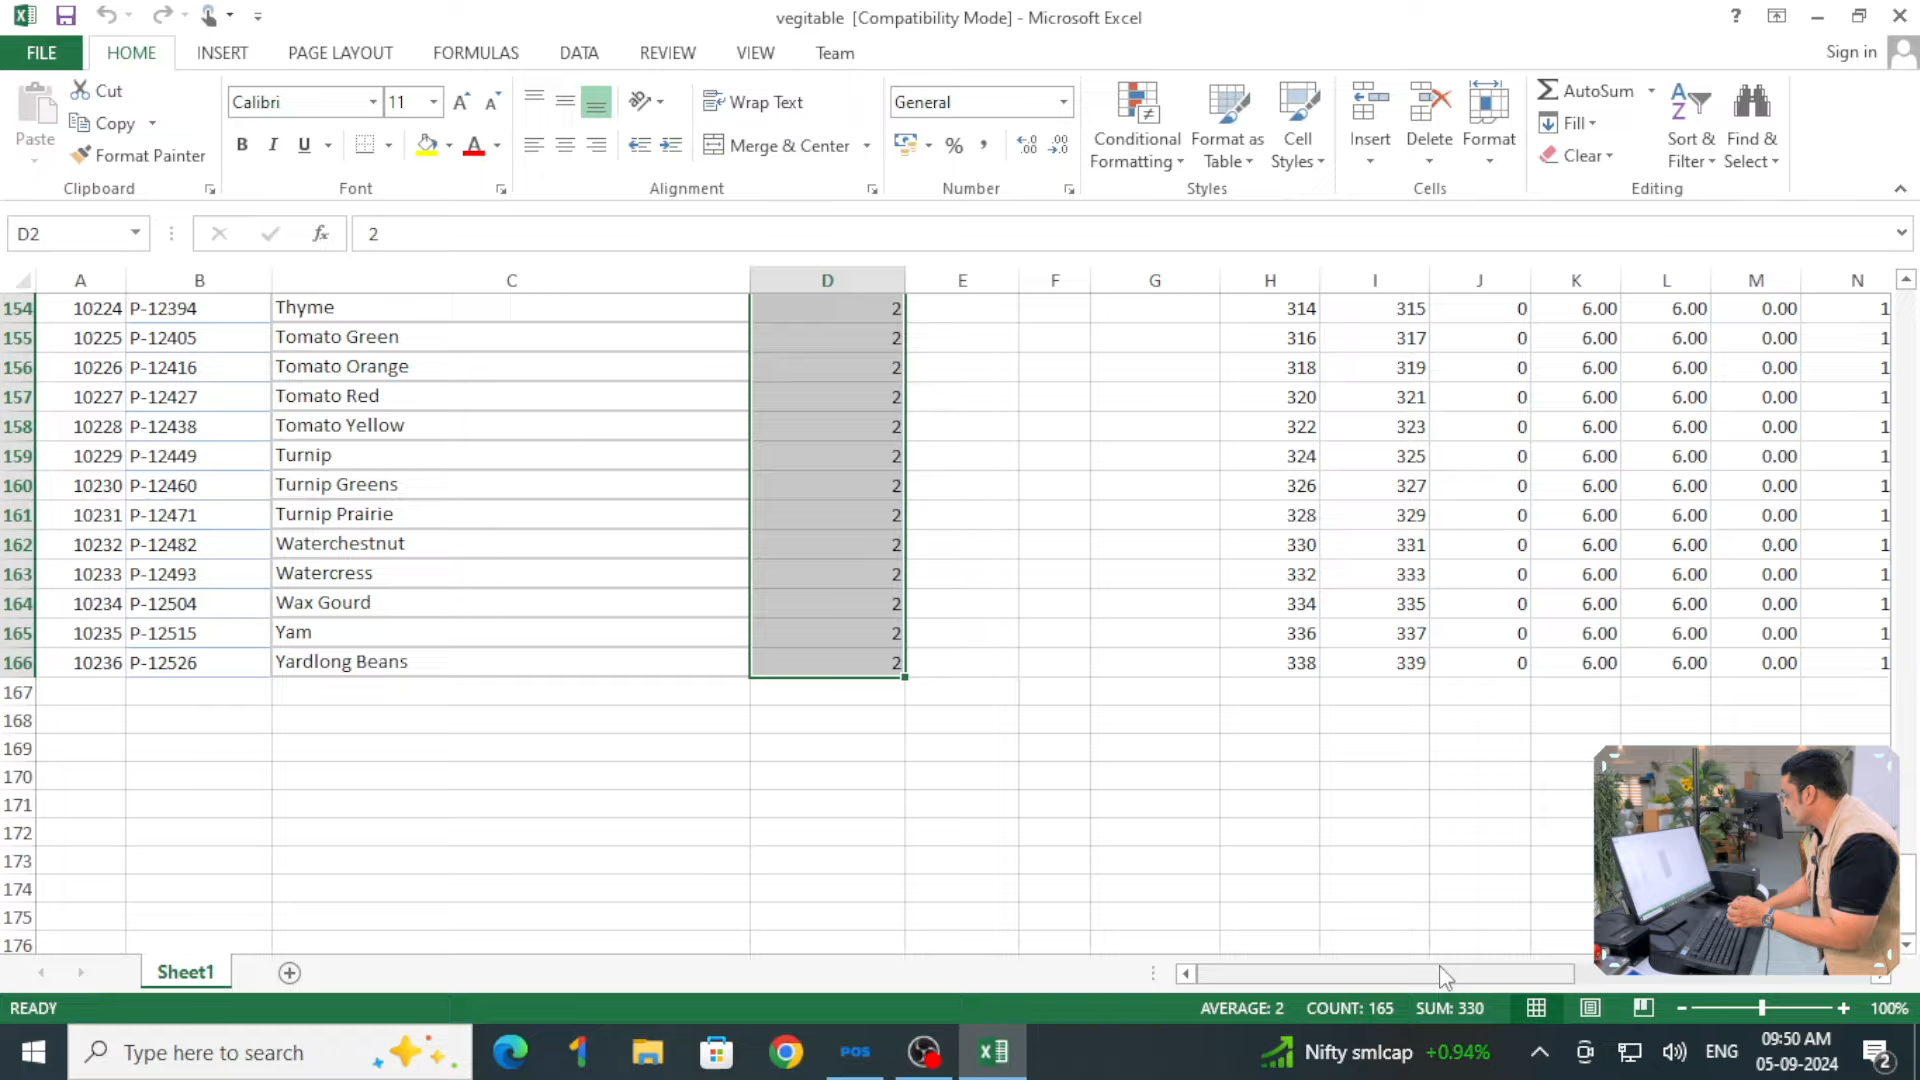 vegitable [Compatibility Mode] - Microsoft Excel
?
FILE HOME INSERT PAGE LAYOUT FORMULAS DATA REVIEW VIEW Team
Sign in
Paste
Cut
Copy
Format Painter
Clipboard
Calibri 11
B I U
Font
Wrap Text
Merge & Center
Alignment
General
%
Number
Conditional Formatting
Format as Table
Cell Styles
Styles
Insert
Delete
Format
Cells
AutoSum
Fill
Clear
Sort & Filter
Find & Select
Editing
D2 fx 2
A B C D E F G H I J K L M N
154 10224 P-12394 Thyme 2 314 315 0 6.00 6.00 0.00 1
155 10225 P-12405 Tomato Green 2 316 317 0 6.00 6.00 0.00 1
156 10226 P-12416 Tomato Orange 2 318 319 0 6.00 6.00 0.00 1
157 10227 P-12427 Tomato Red 2 320 321 0 6.00 6.00 0.00 1
158 10228 P-12438 Tomato Yellow 2 322 323 0 6.00 6.00 0.00 1
159 10229 P-12449 Turnip 2 324 325 0 6.00 6.00 0.00 1
160 10230 P-12460 Turnip Greens 2 326 327 0 6.00 6.00 0.00 1
161 10231 P-12471 Turnip Prairie 2 328 329 0 6.00 6.00 0.00 1
162 10232 P-12482 Waterchestnut 2 330 331 0 6.00 6.00 0.00 1
163 10233 P-12493 Watercress 2 332 333 0 6.00 6.00 0.00 1
164 10234 P-12504 Wax Gourd 2 334 335 0 6.00 6.00 0.00 1
165 10235 P-12515 Yam 2 336 337 0 6.00 6.00 0.00 1
166 10236 P-12526 Yardlong Beans 2 338 339 0 6.00 6.00 0.00 1
167
168
169
170
171
172
173
174
175
176
Sheet1
READY AVERAGE: 2 COUNT: 165 SUM: 330 100%
Type here to search
POS
Nifty smlcap +0.94%
ENG
09:50 AM
05-09-2024
2